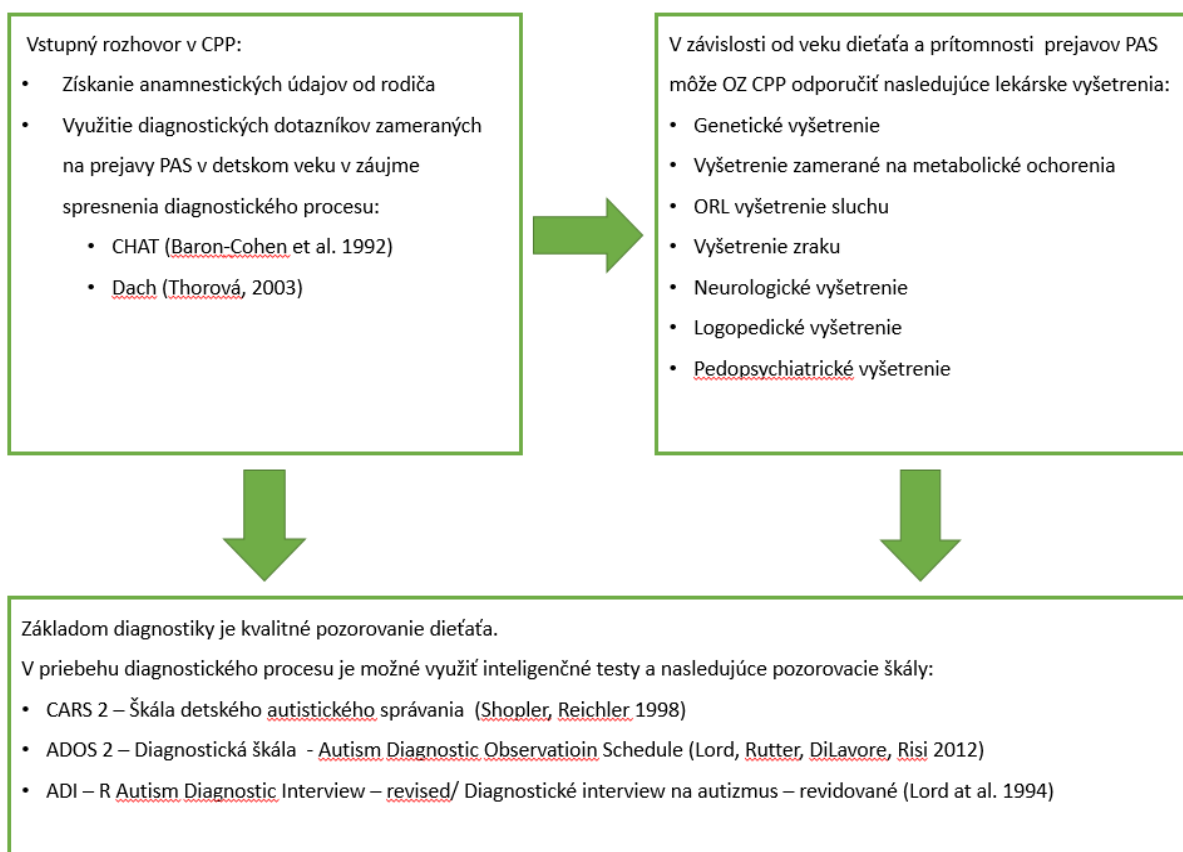 Vstupný rozhovor v CPP:
• Získanie anamnestických údajov od rodiča
• Využitie diagnostických dotazníkov zameraných
na prejavy PAS v detskom veku v záujme
spresnenia diagnostického procesu:
• CHAT (Baron-Cohen et al. 1992)
• Dach (Thorová, 2003)
V závislosti od veku dieťaťa a prítomnosti prejavov PAS
môže OZ CPP odporučiť nasledujúce lekárske vyšetrenia:
• Genetické vyšetrenie
• Vyšetrenie zamerané na metabolické ochorenia
• ORL vyšetrenie sluchu
• Vyšetrenie zraku
• Neurologické vyšetrenie
• Logopedické vyšetrenie
• Pedopsychiatrické vyšetrenie
Základom diagnostiky je kvalitné pozorovanie dieťaťa.
V priebehu diagnostického procesu je možné využiť inteligenčné testy a nasledujúce pozorovacie škály:
• CARS 2 – Škála detského autistického správania (Shopler, Reichler 1998)
• ADOS 2 – Diagnostická škála - Autism Diagnostic Observatioin Schedule (Lord, Rutter, DiLavore, Risi 2012)
• ADI – R Autism Diagnostic Interview – revised/ Diagnostické interview na autizmus – revidované (Lord at al. 1994)